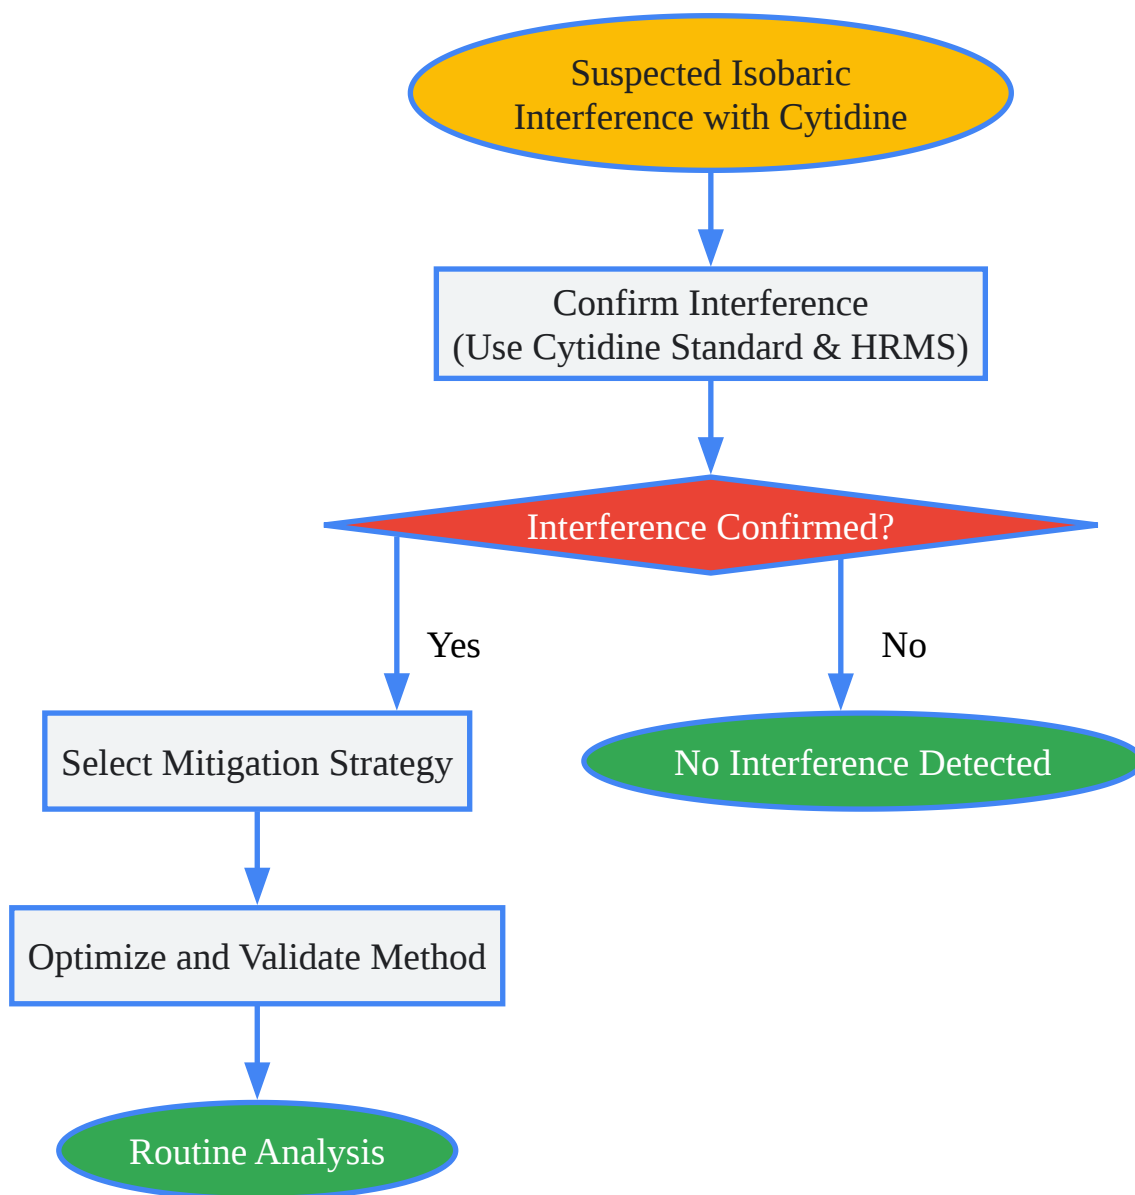 Suspected Isobaric
Interference with Cytidine
Confirm Interference
(Use Cytidine Standard & HRMS)
Interference Confirmed?
Yes
No
Select Mitigation Strategy
No Interference Detected
Optimize and Validate Method
Routine Analysis